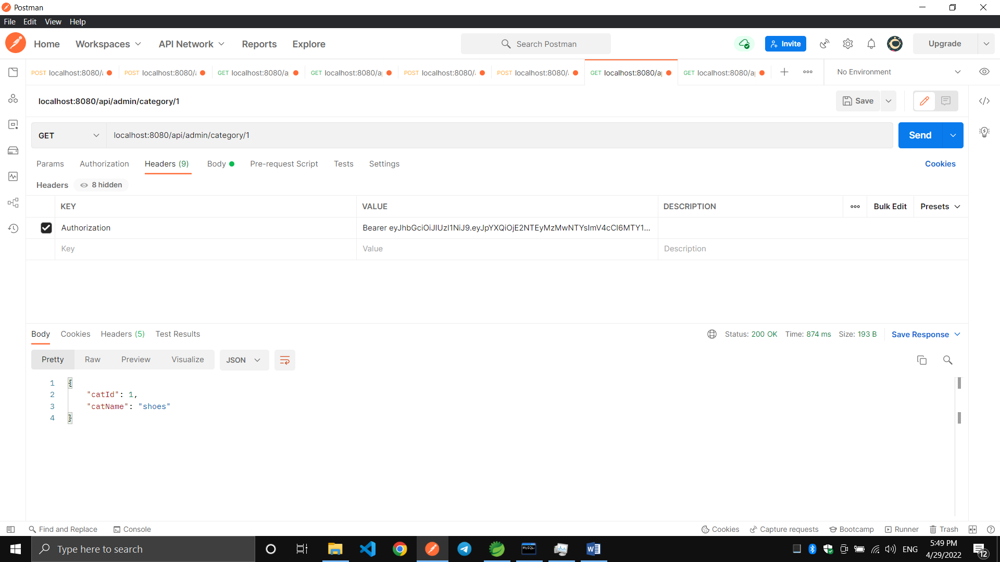 Postman
File Edit View Help
Home Workspaces API Network Reports Explore Search Postman Invite Upgrade
POST localhost:8080/a POST localhost:8080/a GET localhost:8080/ap GET localhost:8080/ap POST localhost:8080/a POST localhost:8080/a GET localhost:8080/ap GET localhost:8080/ap No Environment
localhost:8080/api/admin/category/1 Save
GET localhost:8080/api/admin/category/1 Send
Params Authorization Headers (9) Body Pre-request Script Tests Settings Cookies
Headers 8 hidden
KEY VALUE DESCRIPTION Bulk Edit Presets
Authorization Bearer eyJhbGciOiJIUzI1NiJ9.eyJpYXQiOjE2NTEyMzMwNTYsImV4cCI6MTY1...
Key Value Description
Body Cookies Headers (5) Test Results Status: 200 OK Time: 874 ms Size: 193 B Save Response
Pretty Raw Preview Visualize JSON
1 {
2 "catId": 1,
3 "catName": "shoes"
4 }
Find and Replace Console Cookies Capture requests Bootcamp Runner Trash
Type here to search ENG 5:49 PM
4/29/2022 12